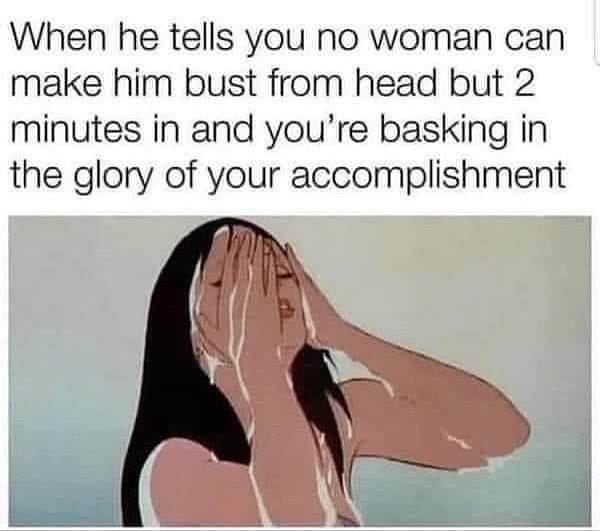 When he tells you no woman can
make him bust from head but 2
minutes in and you're basking in
the glory of your accomplishment